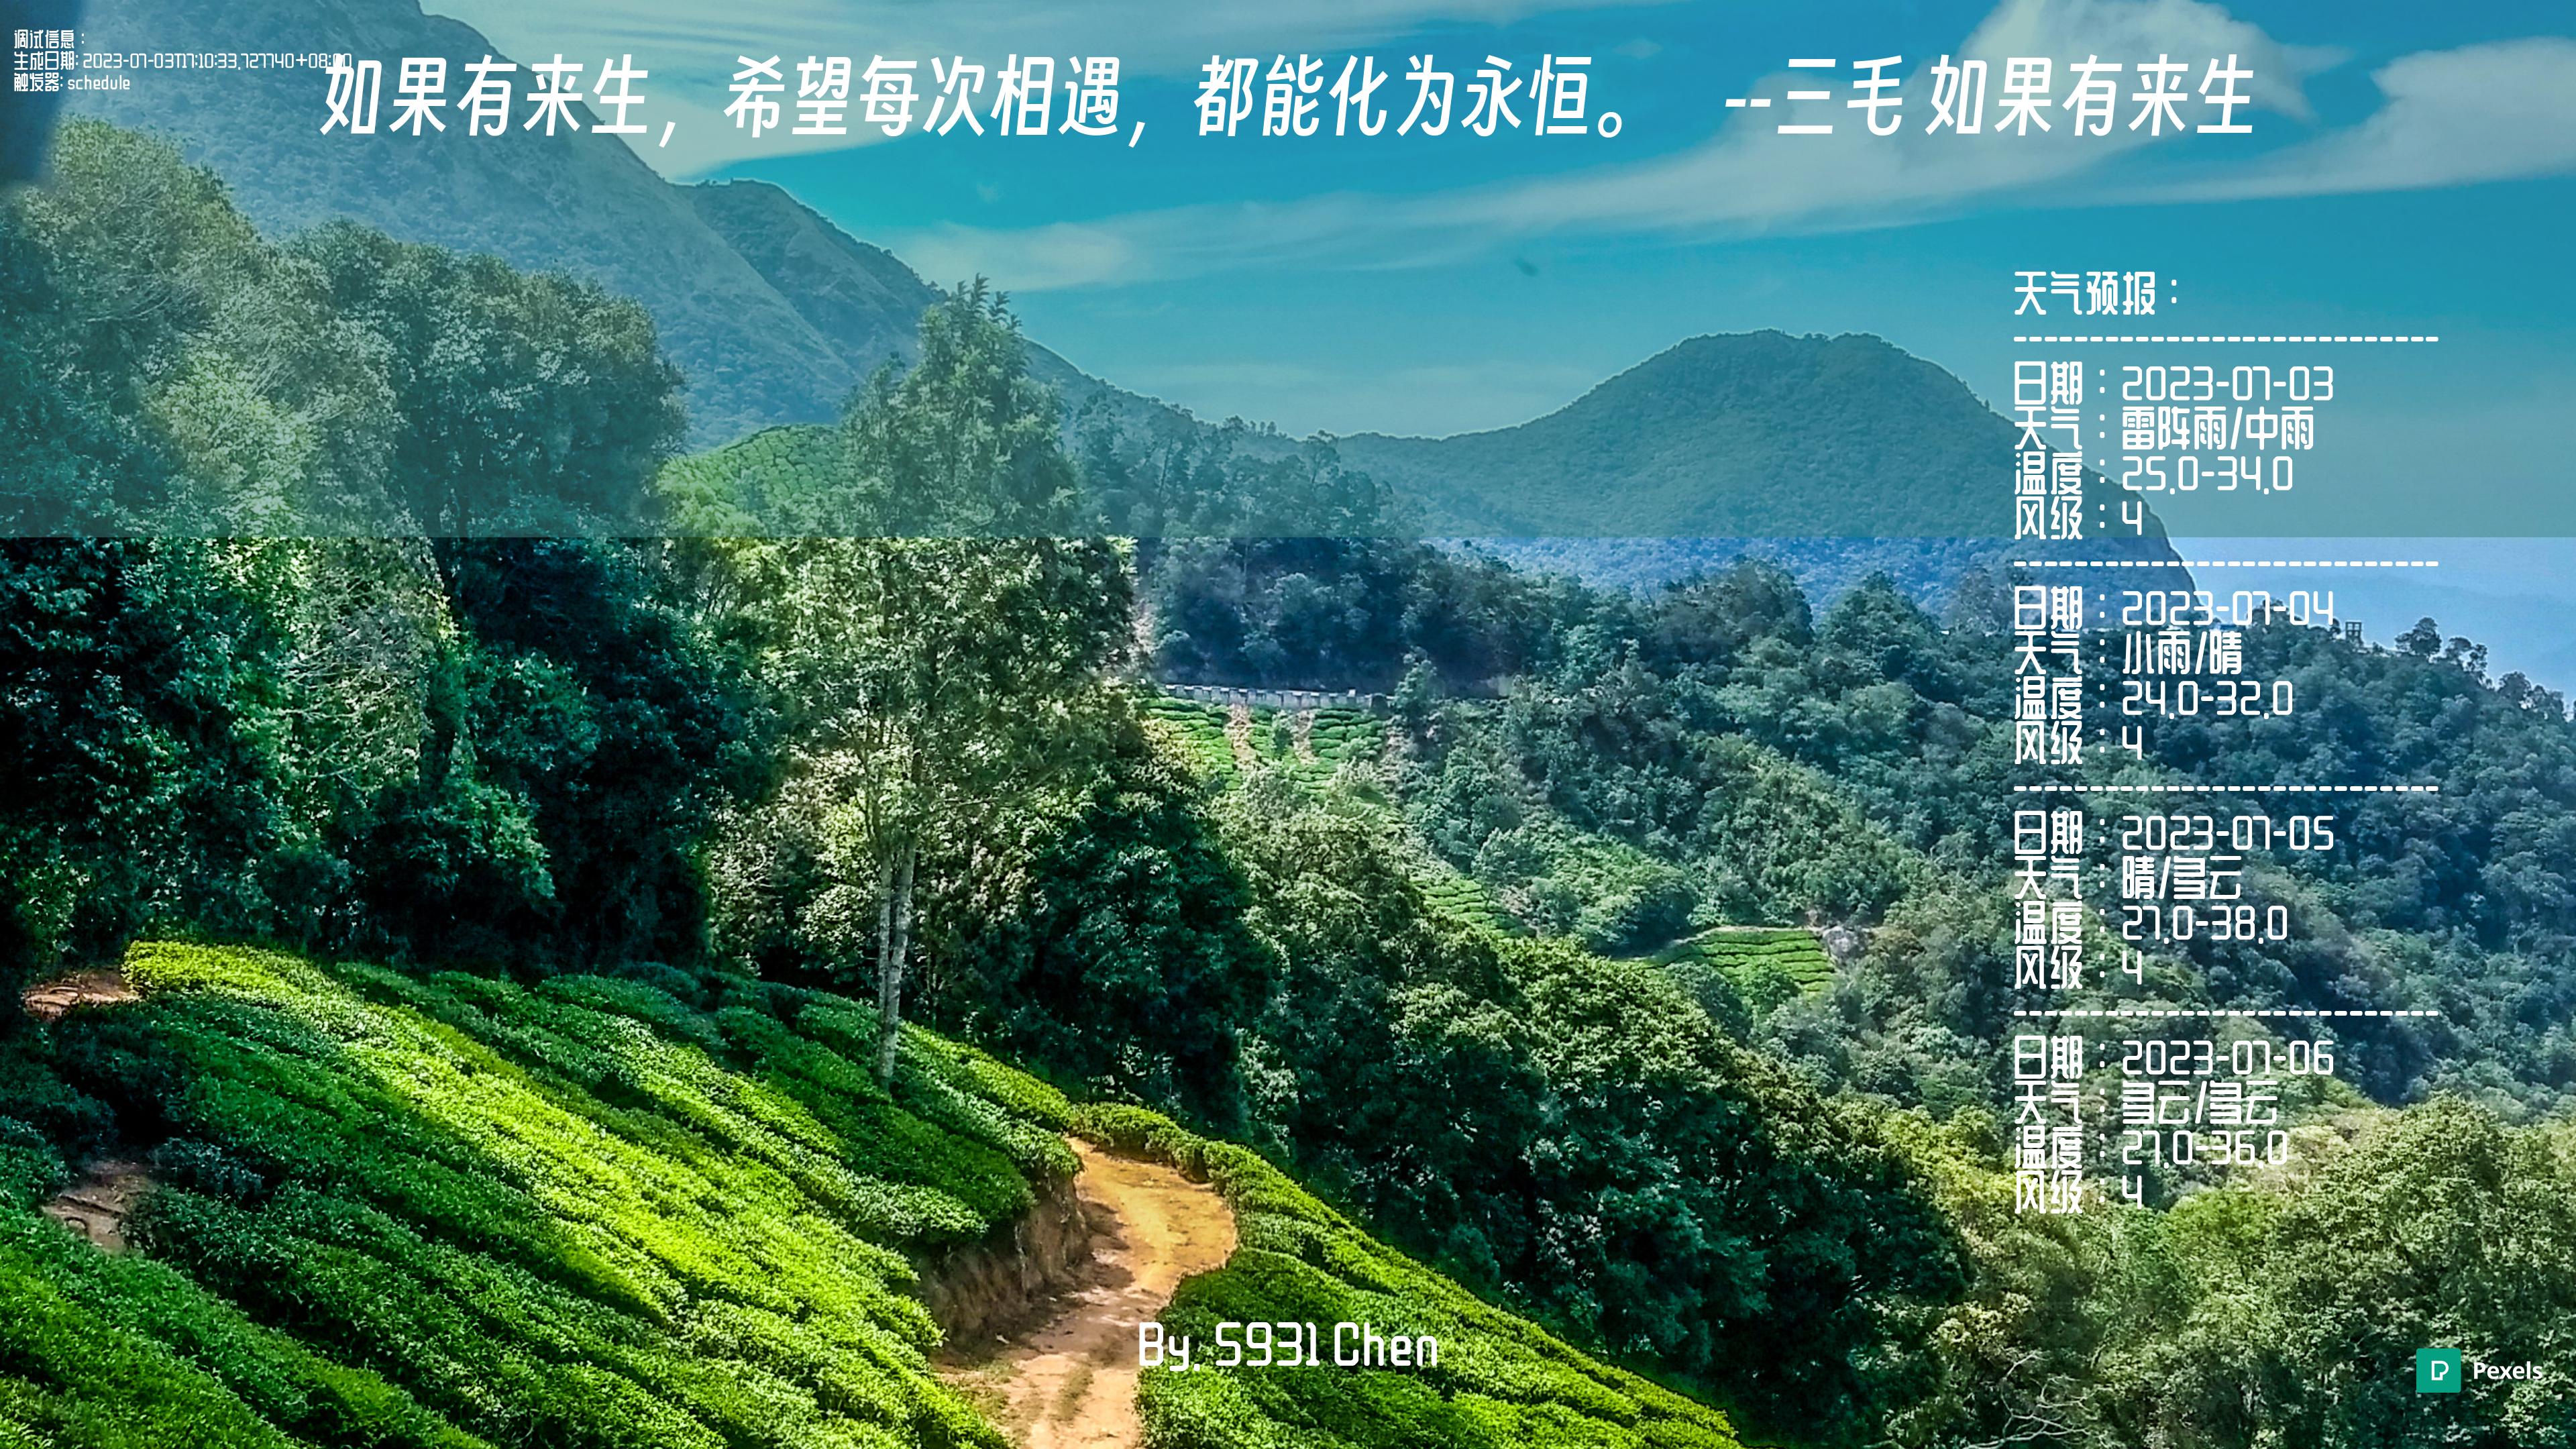 调试信息：
生成日期: 2023-07-03T17:10:33.727740+08:00
触发器: schedule
如果有来生，希望每次相遇，都能化为永恒。 --三毛 如果有来生
天气预报：
----------------------------
日期：2023-07-03
天气：雷阵雨/中雨
温度：25.0-34.0
风级：4
----------------------------
日期：2023-07-04
天气：小雨/晴
温度：24.0-32.0
风级：4
----------------------------
日期：2023-07-05
天气：晴/多云
温度：27.0-38.0
风级：4
----------------------------
日期：2023-07-06
天气：多云/多云
温度：27.0-36.0
风级：4
By. S931 Chen
Pexels